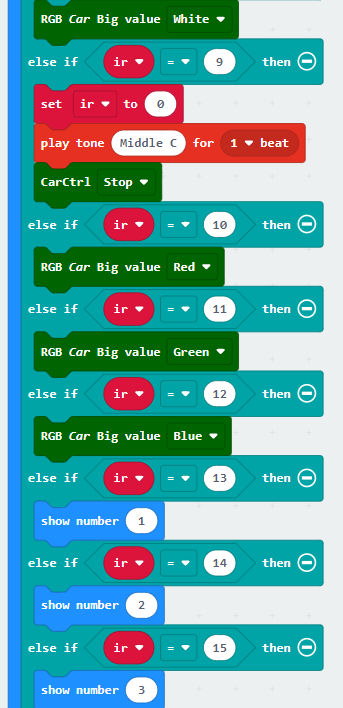 RGB Car Big value White
else if ir = 9 then
set ir to 0
play tone Middle C for 1 beat
CarCtrl Stop
else if ir = 10 then
RGB Car Big value Red
else if ir = 11 then
RGB Car Big value Green
else if ir = 12 then
RGB Car Big value Blue
else if ir = 13 then
show number 1
else if ir = 14 then
show number 2
else if ir = 15 then
show number 3